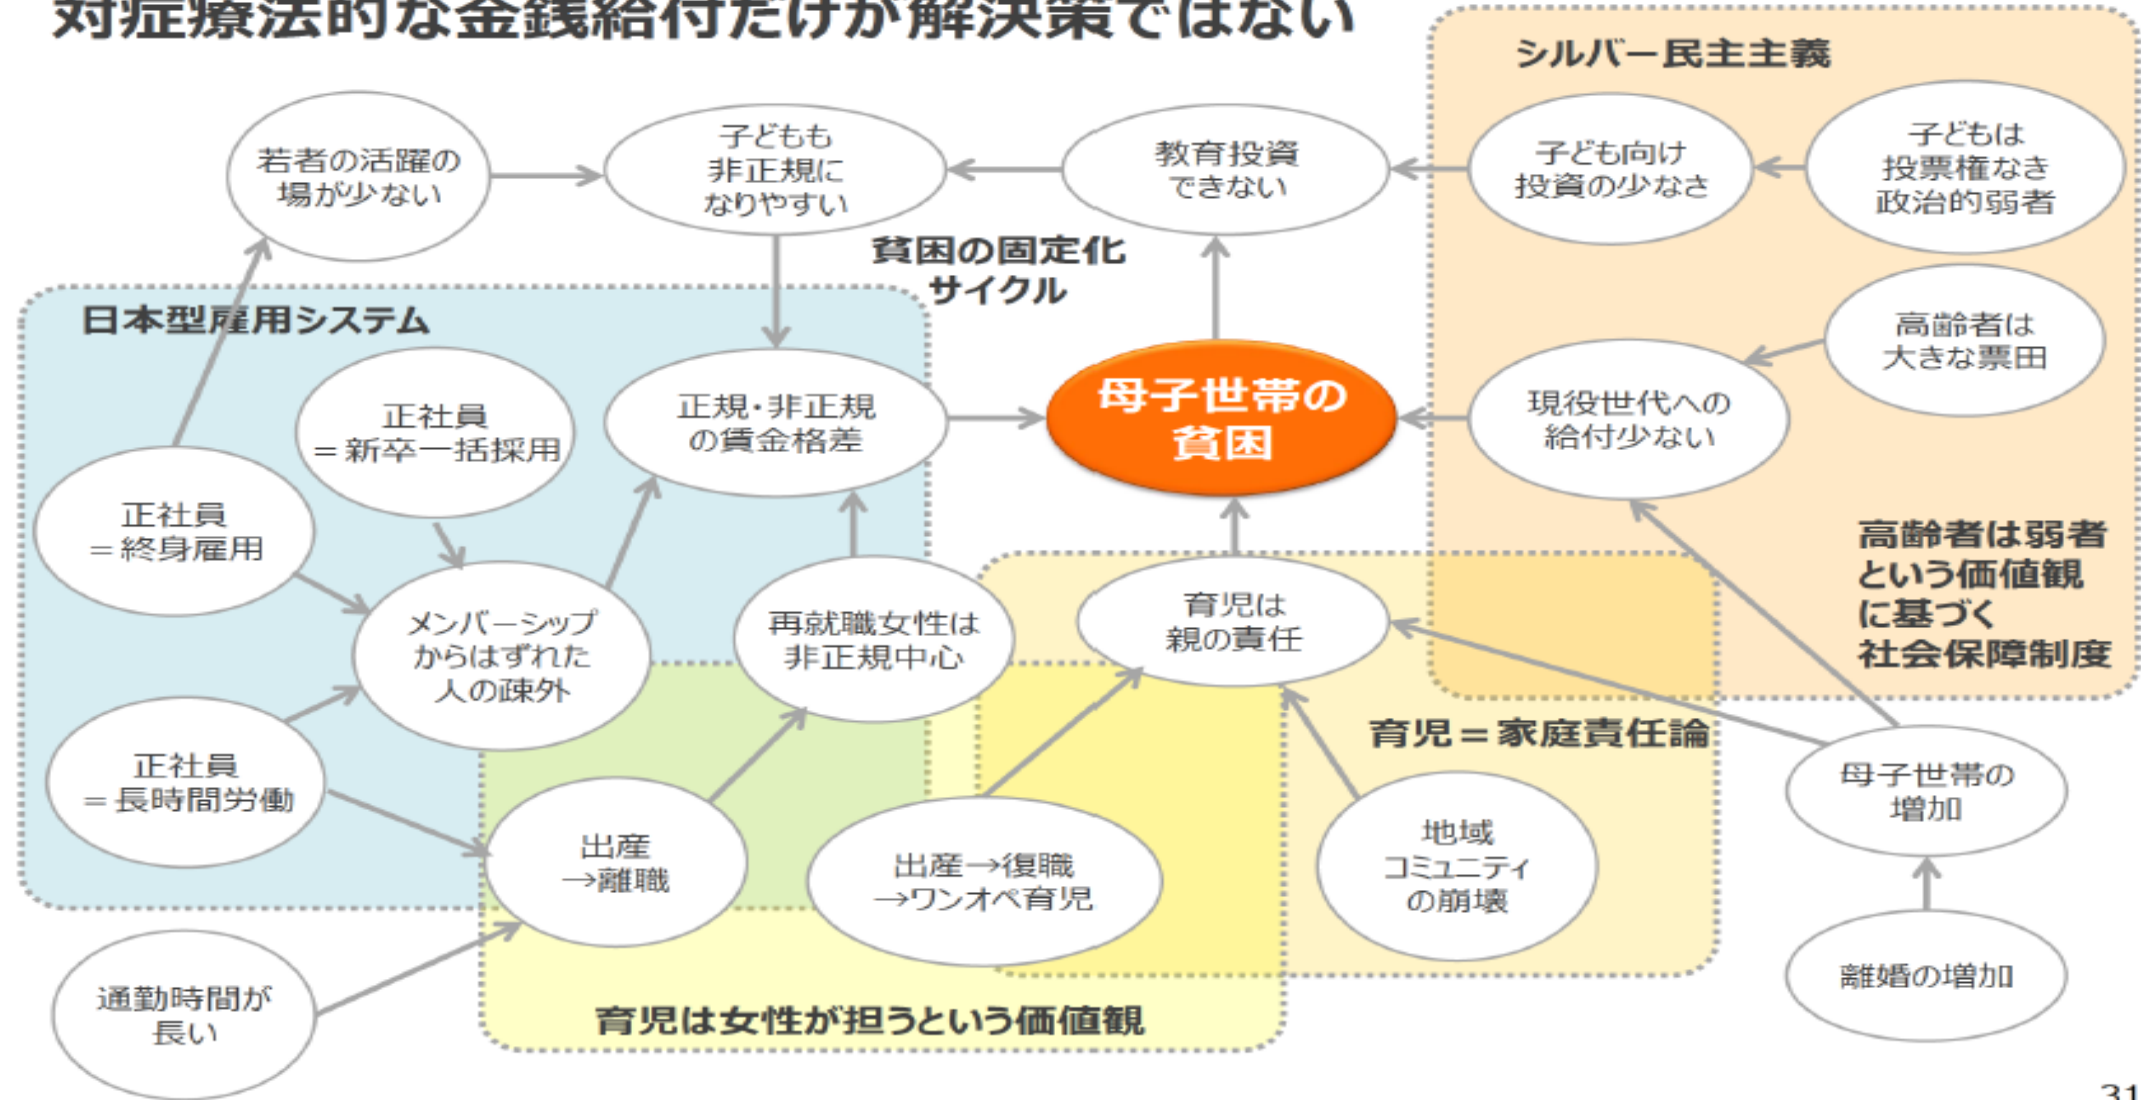 対症療法的な金銭給付だけが解決策ではない
シルバー民主主義
若者の活躍の
場が少ない
子どもも
非正規に
なりやすい
教育投資
できない
子ども向け
投資の少なさ
子どもは
投票権なき
政治的弱者
貧困の固定化
サイクル
日本型雇用システム
高齢者は
大きな票田
正社員
＝新卒一括採用
正規・非正規
の賃金格差
母子世帯の
貧困
現役世代への
給付少ない
正社員
＝終身雇用
高齢者は弱者
という価値観
に基づく
社会保障制度
メンバーシップ
からはずれた
人の疎外
再就職女性は
非正規中心
育児は
親の責任
育児＝家庭責任論
正社員
＝長時間労働
母子世帯の
増加
出産
→離職
出産→復職
→ワンオペ育児
地域
コミュニティ
の崩壊
通勤時間が
長い
離婚の増加
育児は女性が担うという価値観
31